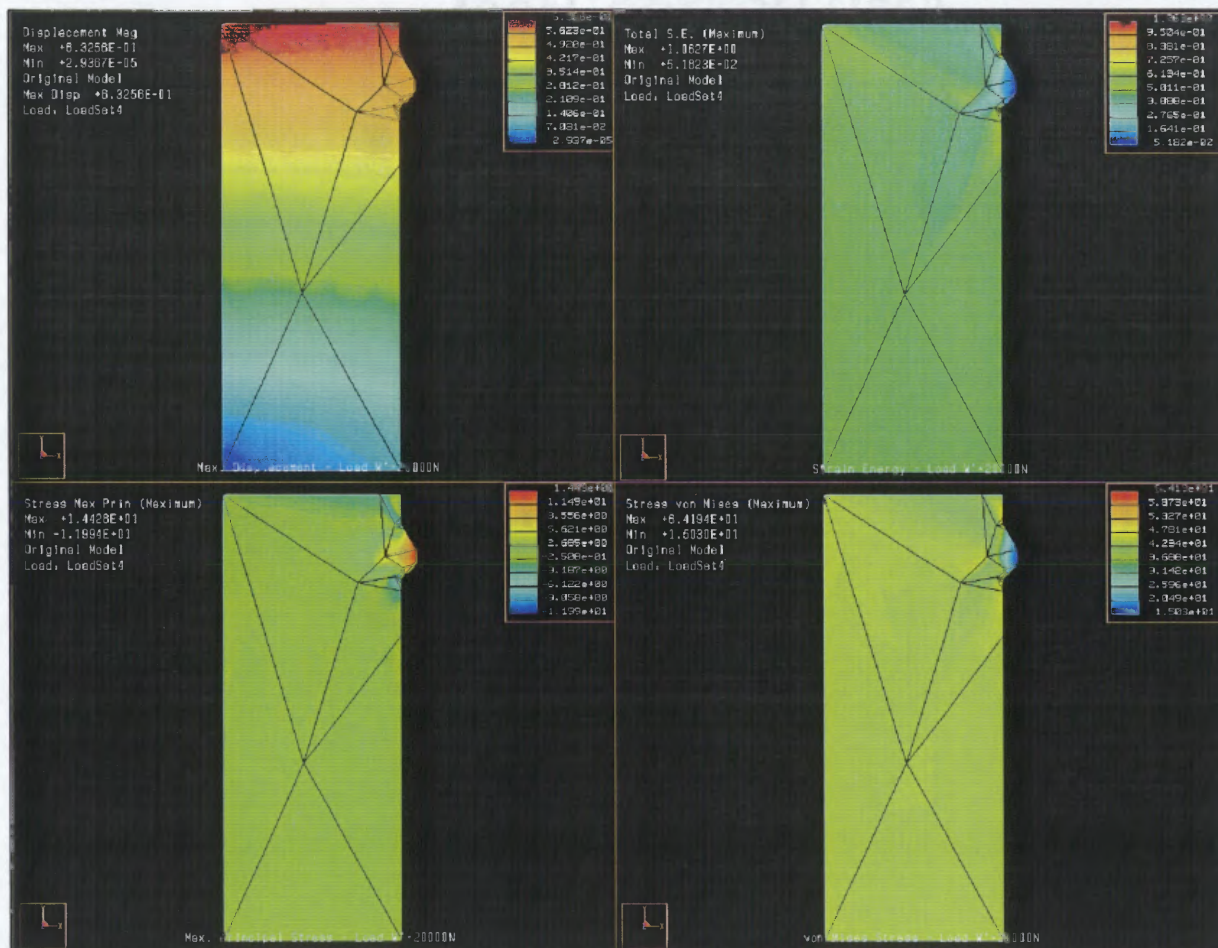 Displacement Mag
Max +6.3256E-01
Min +2.9367E-05
Original Model
Max Disp +6.3256E-01
Load: LoadSet4
5.623e-01
4.920e-01
4.217e-01
3.514e-01
2.812e-01
2.109e-01
1.406e-01
7.031e-02
2.937e-05
Max. Displacement - Load
Total S.E. (Maximum)
Max +1.0627E+00
Min +5.1823E-02
Original Model
Load: LoadSet4
9.504e-01
8.381e-01
7.257e-01
6.134e-01
5.011e-01
3.888e-01
2.765e-01
1.641e-01
5.182e-02
Strain Energy - Load
Stress Max Prin (Maximum)
Max +1.4428E+01
Min -1.1994E+01
Original Model
Load: LoadSet4
1.149e+01
8.556e+00
5.621e+00
2.685e+00
-2.508e-01
-3.187e+00
-6.122e+00
-9.058e+00
-1.199e+01
Max. Principal Stress - Load W'-20000N
Stress von Mises (Maximum)
Max +6.4194E+01
Min +1.5030E+01
Original Model
Load: LoadSet4
5.873e+01
5.327e+01
4.781e+01
4.234e+01
3.688e+01
3.142e+01
2.596e+01
2.049e+01
1.503e+01
von Mises Stress - Load